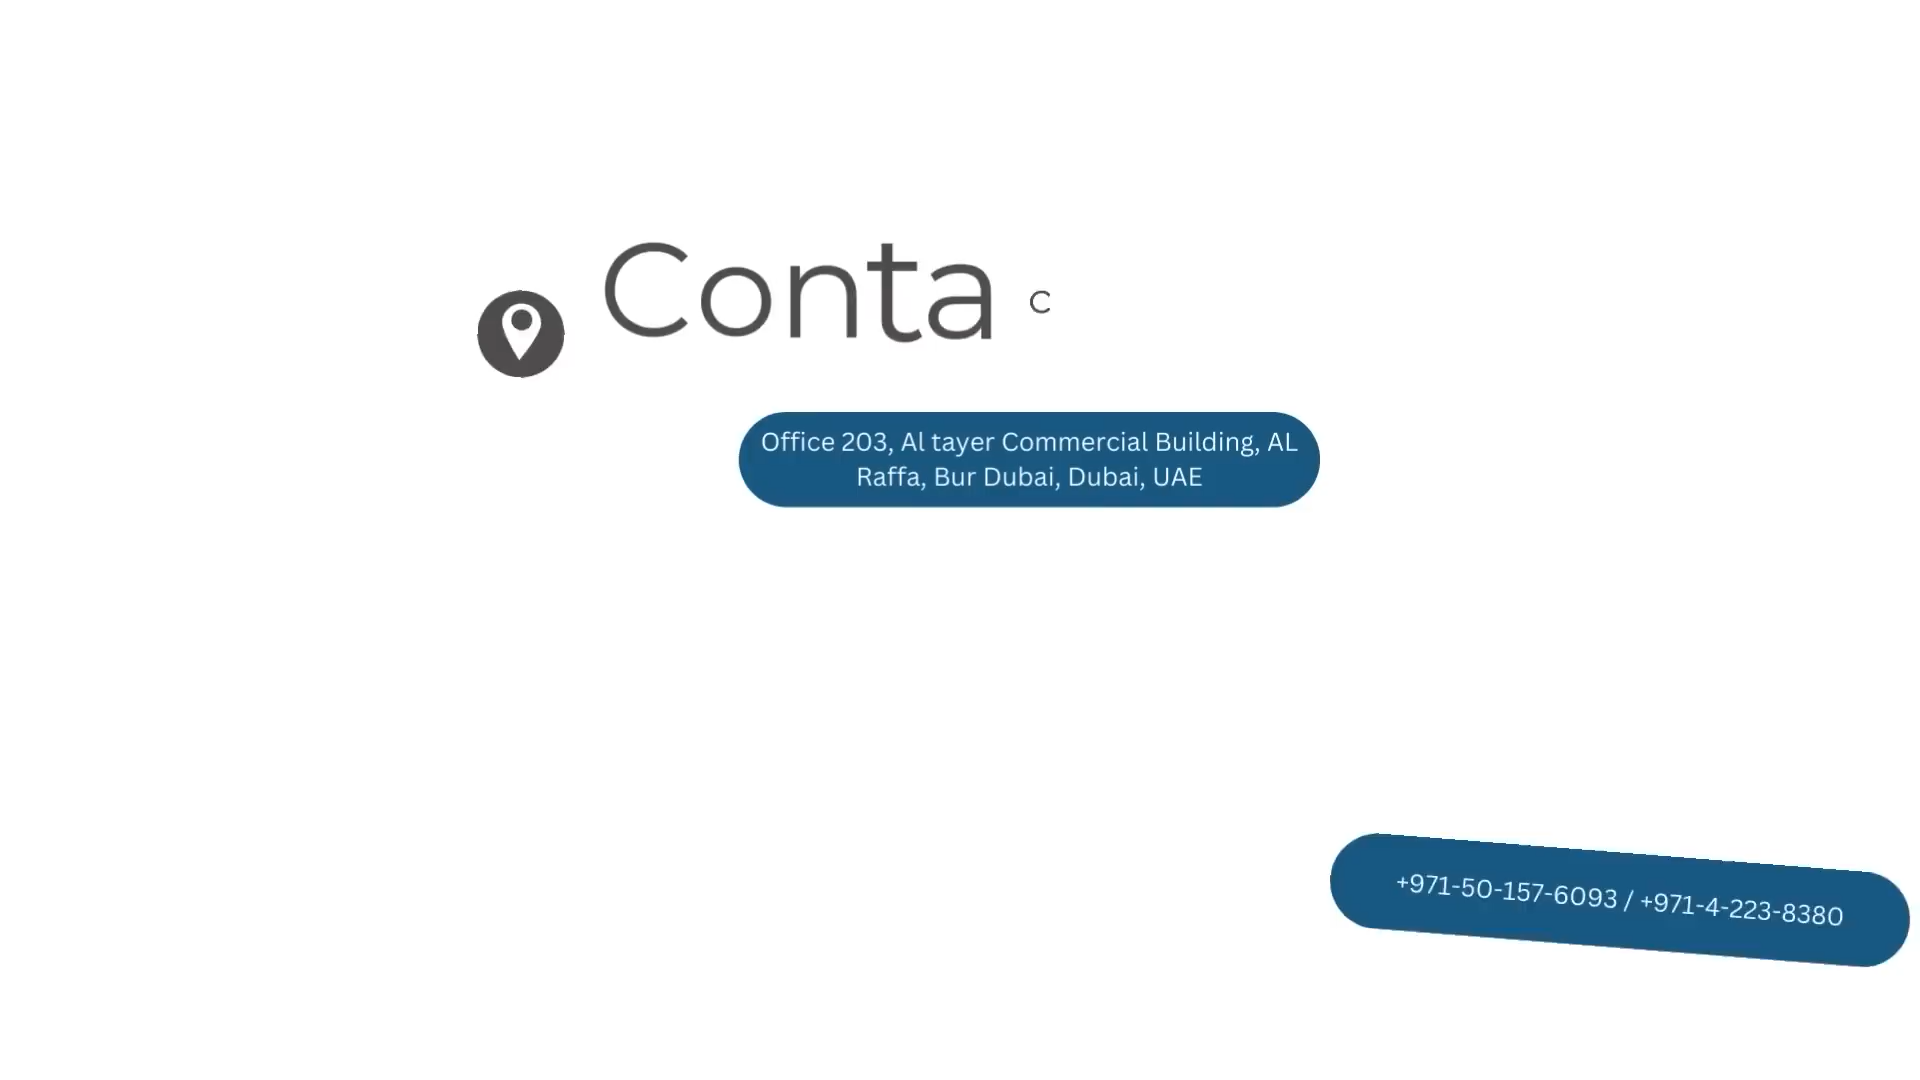 Conta c
Office 203, Al tayer Commercial Building, AL
Raffa, Bur Dubai, Dubai, UAE
+971-50-157-6093 / +971-4-223-8380